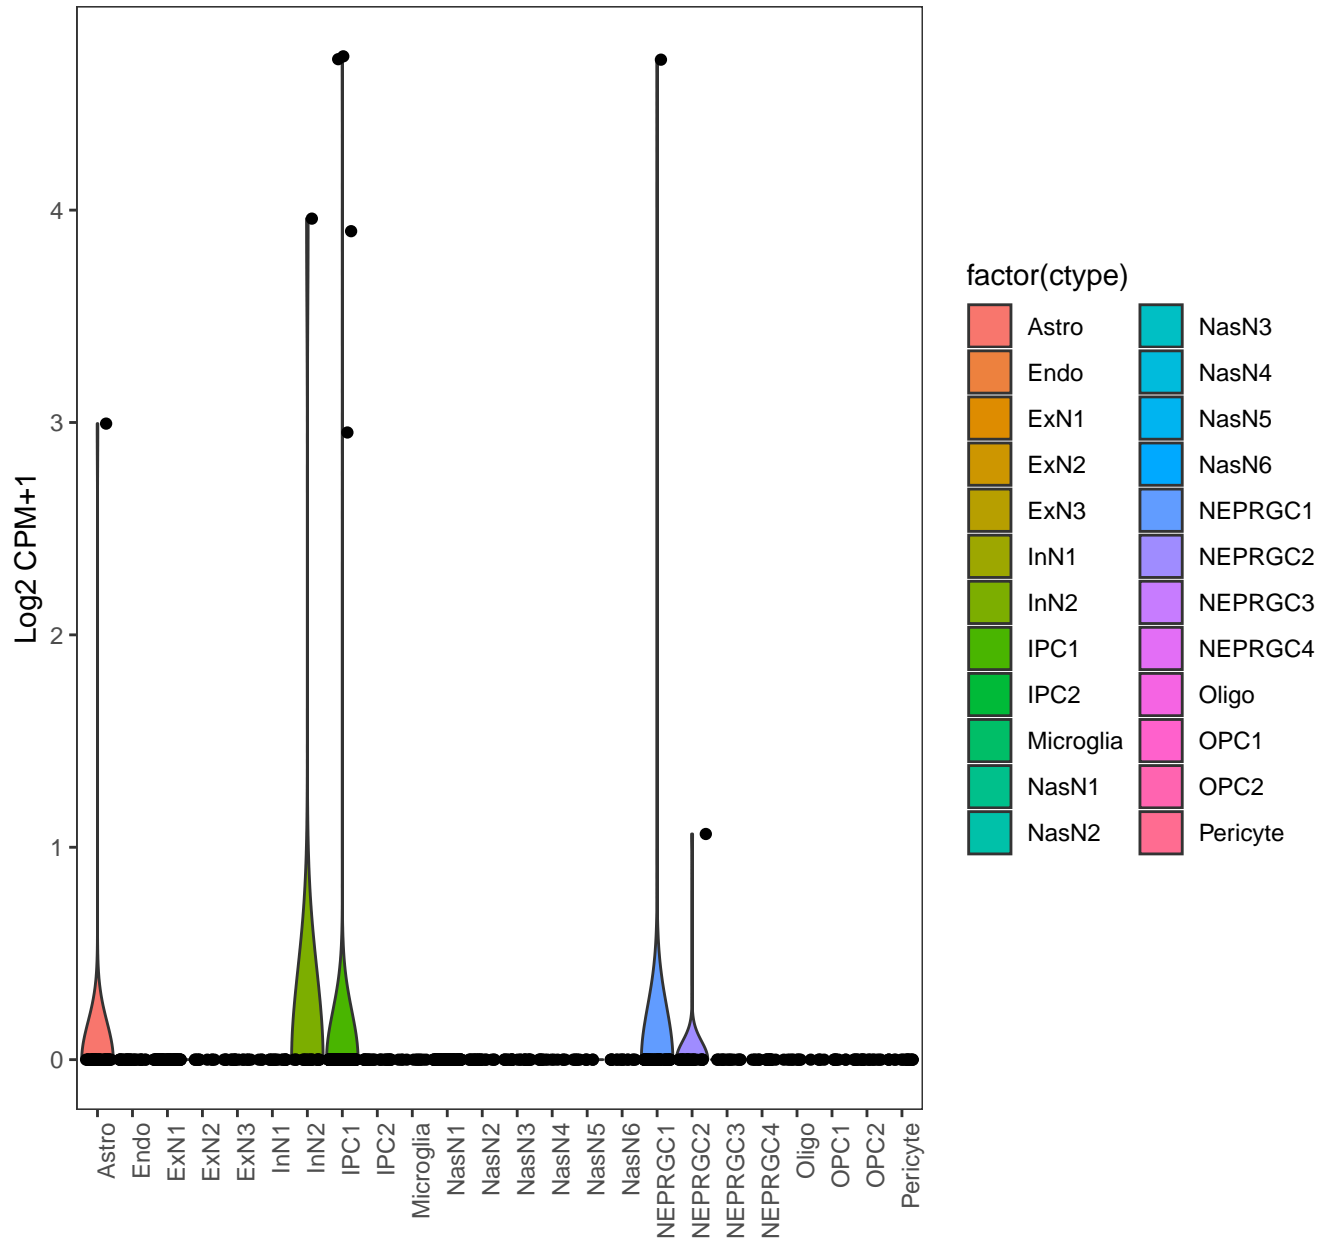 4
3
2
1
0
Log2 CPM+1
Astro
Endo
ExN1
ExN2
ExN3
InN1
InN2
IPC1
IPC2
Microglia
NasN1
NasN2
NasN3
NasN4
NasN5
NasN6
NEPRGC1
NEPRGC2
NEPRGC3
NEPRGC4
Oligo
OPC1
OPC2
Pericyte
factor(ctype)
Astro
Endo
ExN1
ExN2
ExN3
InN1
InN2
IPC1
IPC2
Microglia
NasN1
NasN2
NasN3
NasN4
NasN5
NasN6
NEPRGC1
NEPRGC2
NEPRGC3
NEPRGC4
Oligo
OPC1
OPC2
Pericyte